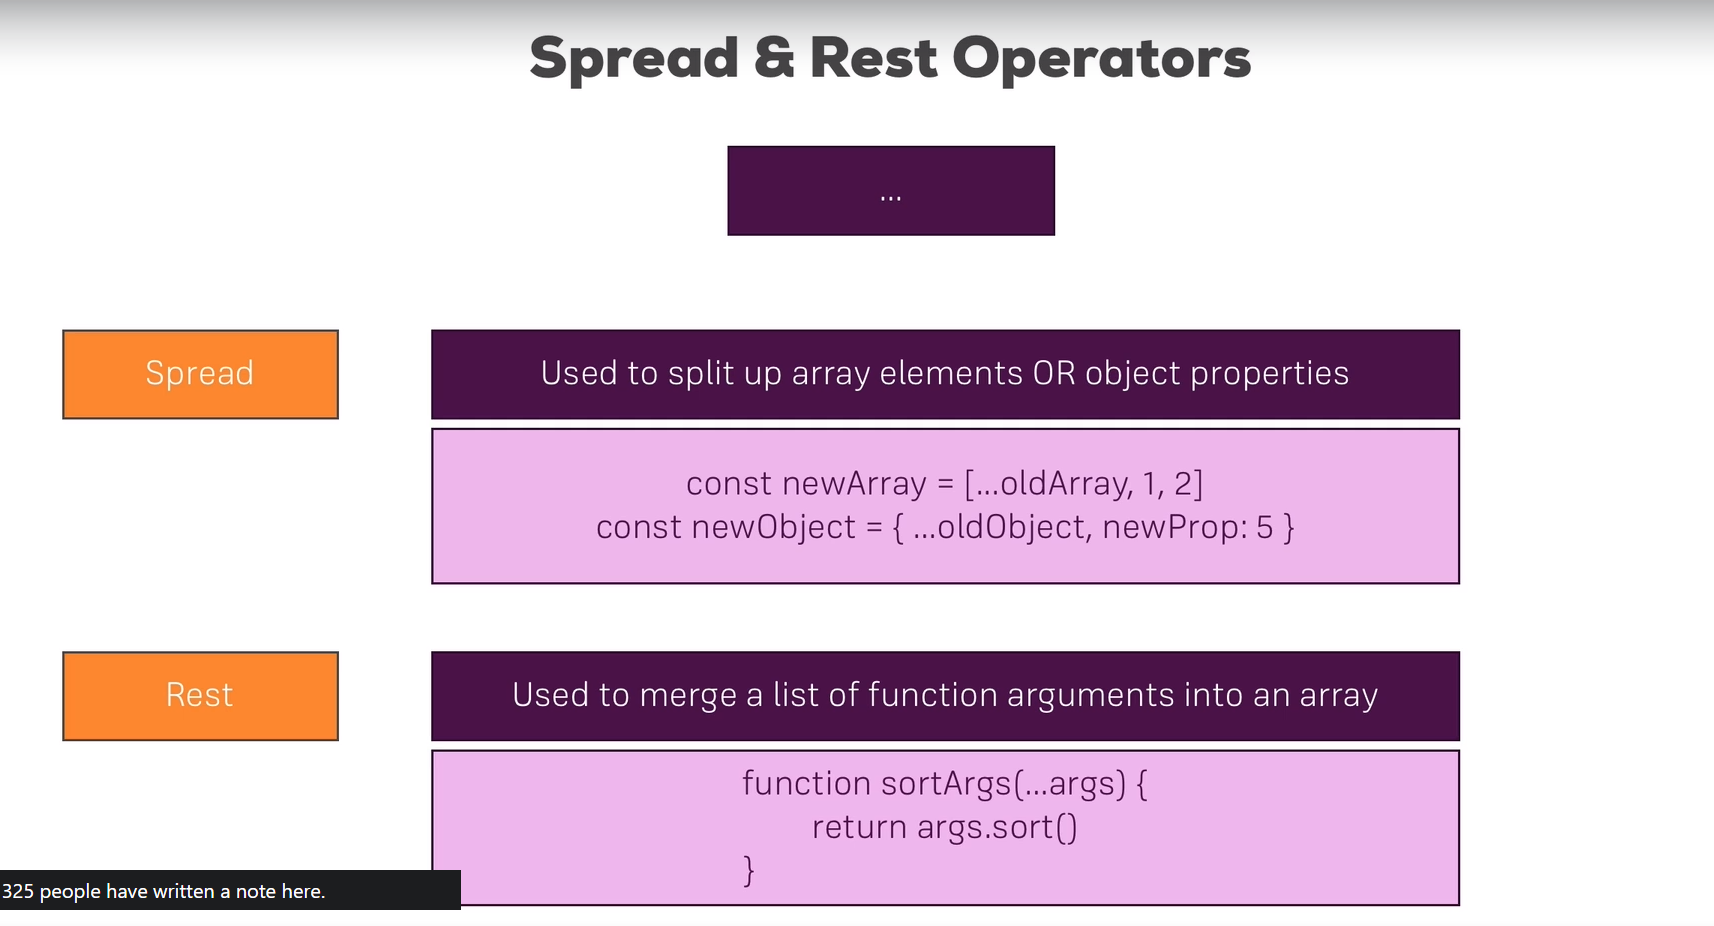 Spread & Rest Operators
...
Spread
Used to split up array elements OR object properties
const newArray = [...oldArray, 1, 2]
const newObject = { ...oldObject, newProp: 5 }
Rest
Used to merge a list of function arguments into an array
function sortArgs(...args) {
return args.sort()
}
325 people have written a note here.